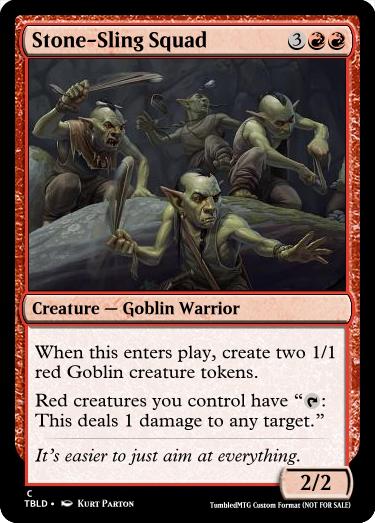 Stone-Sling Squad 3
Creature — Goblin Warrior
When this enters play, create two 1/1
red Goblin creature tokens.
Red creatures you control have “:
This deals 1 damage to any target.”
It's easier to just aim at everything.
2/2
C
TBLD • Kurt Parton
TumbledMTG Custom Format (NOT FOR SALE)